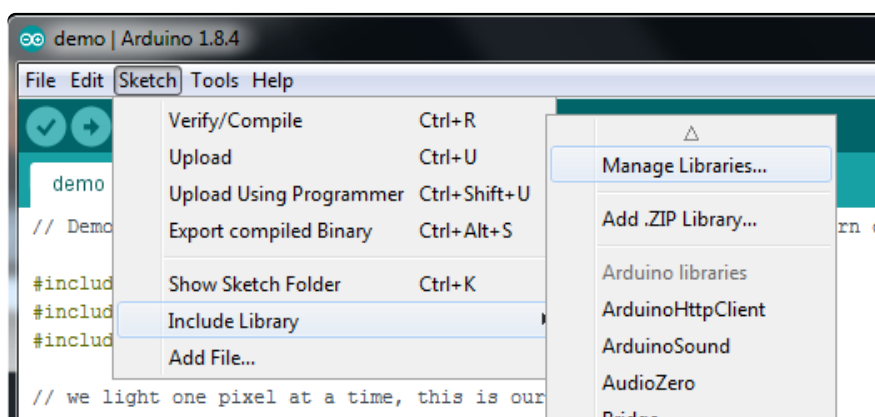 demo | Arduino 1.8.4
File Edit Sketch Tools Help
Verify/Compile Ctrl+R
Upload Ctrl+U
Upload Using Programmer Ctrl+Shift+U
Export compiled Binary Ctrl+Alt+S
Show Sketch Folder Ctrl+K
Include Library
Add File...
Manage Libraries...
Add .ZIP Library...
Arduino libraries
ArduinoHttpClient
ArduinoSound
AudioZero
demo
// Demo
#includ
#includ
#includ
// we light one pixel at a time, this is our